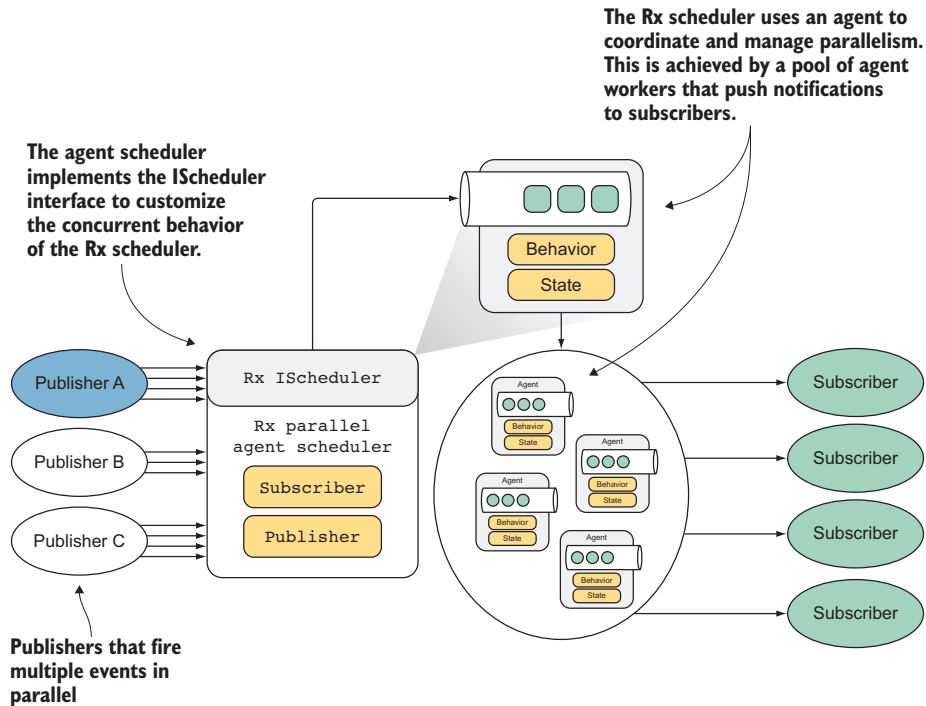 The Rx scheduler uses an agent to
coordinate and manage parallelism.
This is achieved by a pool of agent
workers that push notifications
to subscribers.
The agent scheduler
implements the IScheduler
interface to customize
the concurrent behavior
of the Rx scheduler.
Behavior
State
Publisher A
Rx IScheduler
Rx parallel
agent scheduler
Subscriber
Publisher
Publisher B
Publisher C
Agent
Behavior
State
Agent
Behavior
State
Agent
Behavior
State
Agent
Behavior
State
Subscriber
Subscriber
Subscriber
Subscriber
Publishers that fire
multiple events in
parallel